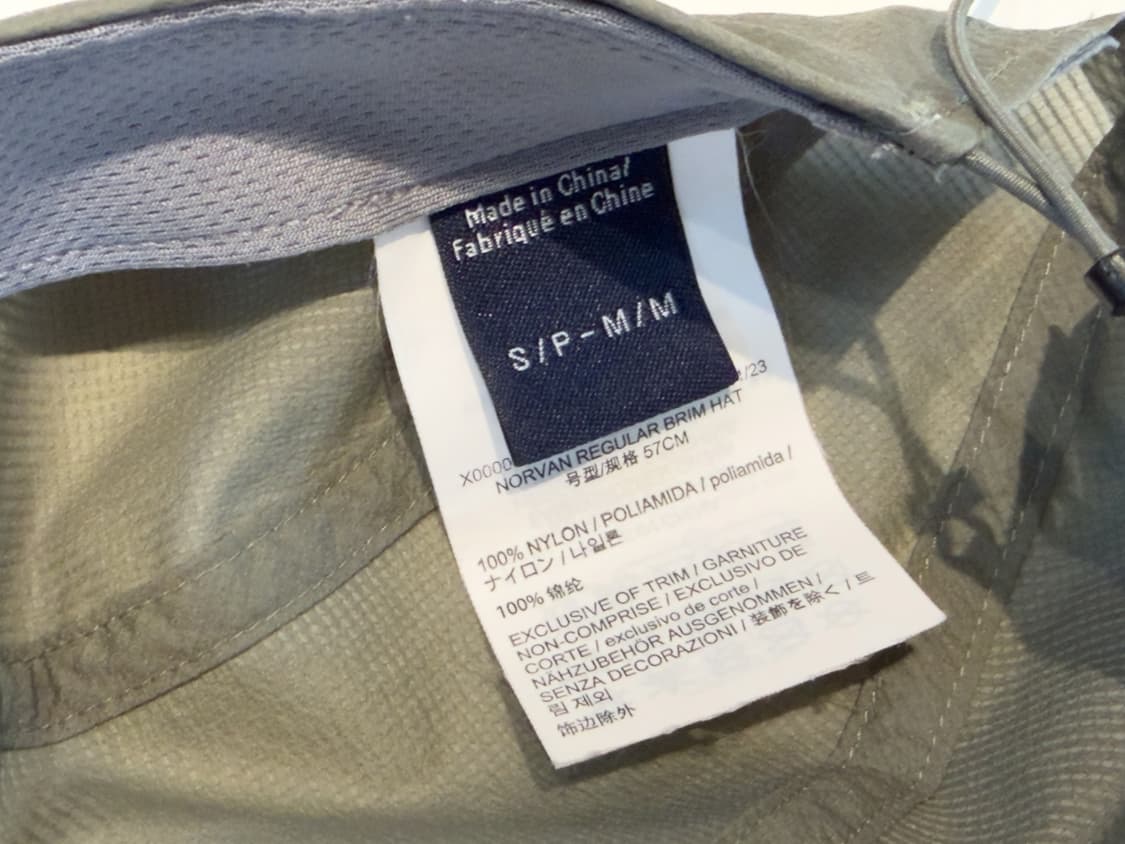 Made in China/
Fabriqué en Chine
S/P - M/M
X0000 /23
NORVAN REGULAR BRIM HAT
号型/规格 57CM
100% NYLON / POLIAMIDA / poliamida /
ナイロン / 나일론
100% 锦纶
EXCLUSIVE OF TRIM / GARNITURE
NON-COMPRISE / EXCLUSIVO DE
CORTE / exclusivo de corte /
NÄHZUBEHÖR AUSGENOMMEN /
SENZA DECORAZIONI / 装飾を除く / 트
림 제외
饰边除外